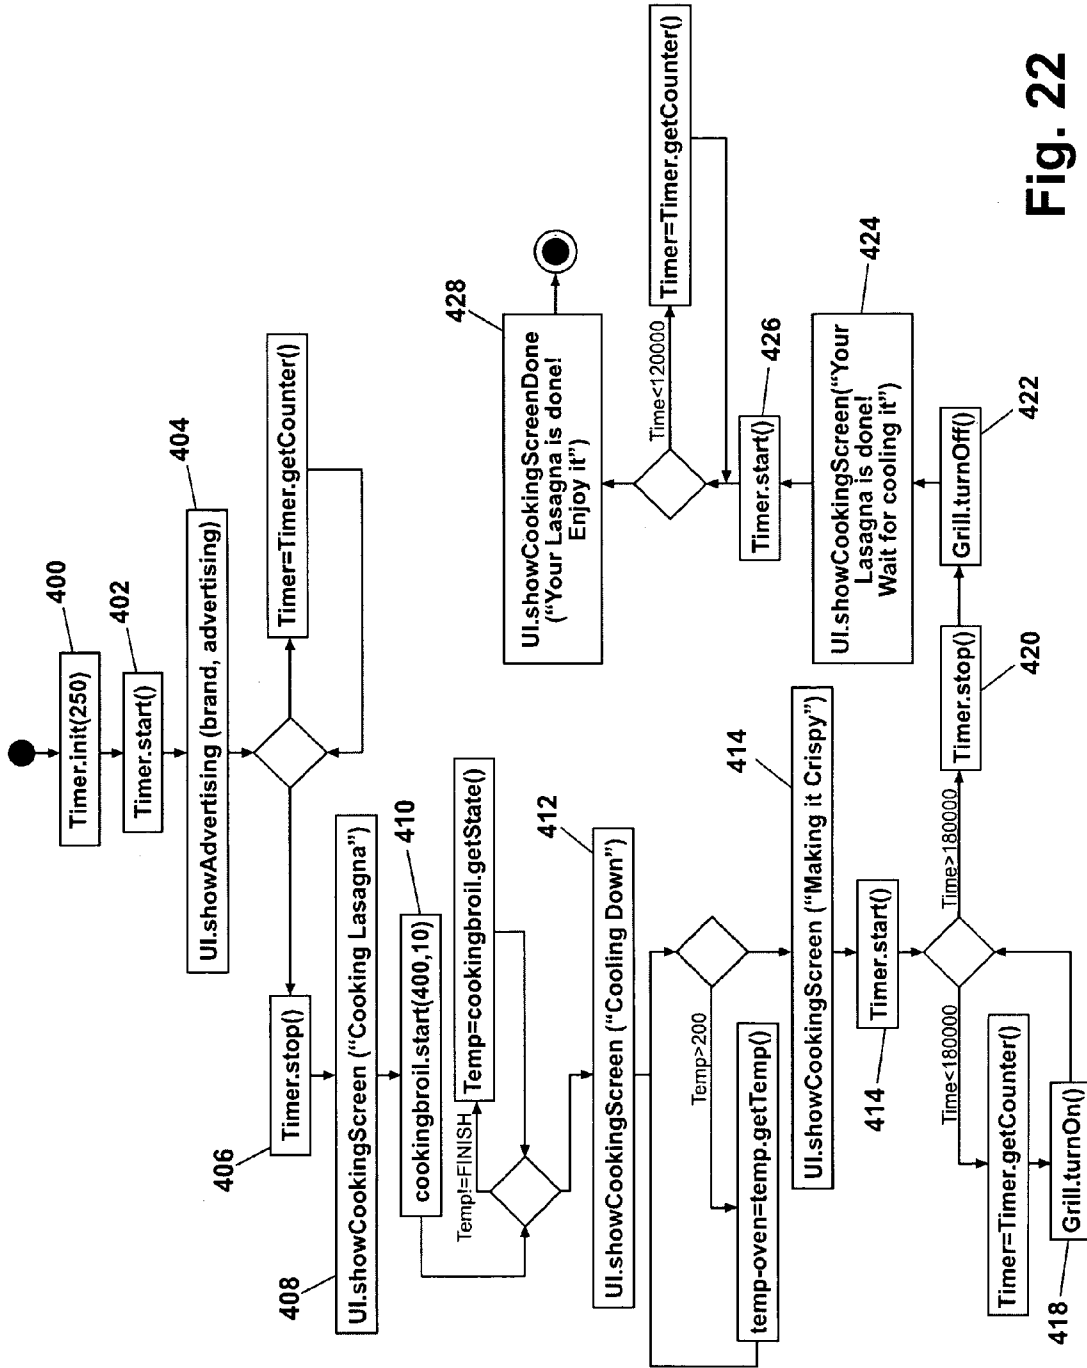 Timer.init(250)
400
Timer.start()
402
UI.showAdvertising (brand, advertising)
404
Timer=Timer.getCounter()
Timer.stop()
406
UI.showCookingScreen (“Cooking Lasagna”)
408
cookingbroil.start(400,10)
410
Temp!=FINISH
Temp=cookingbroil.getState()
UI.showCookingScreen (“Cooling Down”)
412
Temp>200
temp-oven=temp.getTemp()
UI.showCookingScreen (“Making it Crispy”)
414
Timer.start()
414
Time<180000
Time>180000
Timer=Timer.getCounter()
Grill.turnOn()
418
Timer.stop()
420
Grill.turnOff()
422
UI.showCookingScreen(“Your
Lasagna is done!
Wait for cooling it”)
424
Timer.start()
426
Time<120000
Timer=Timer.getCounter()
UI.showCookingScreenDone
(“Your Lasagna is done!
Enjoy it”)
428
Fig. 22